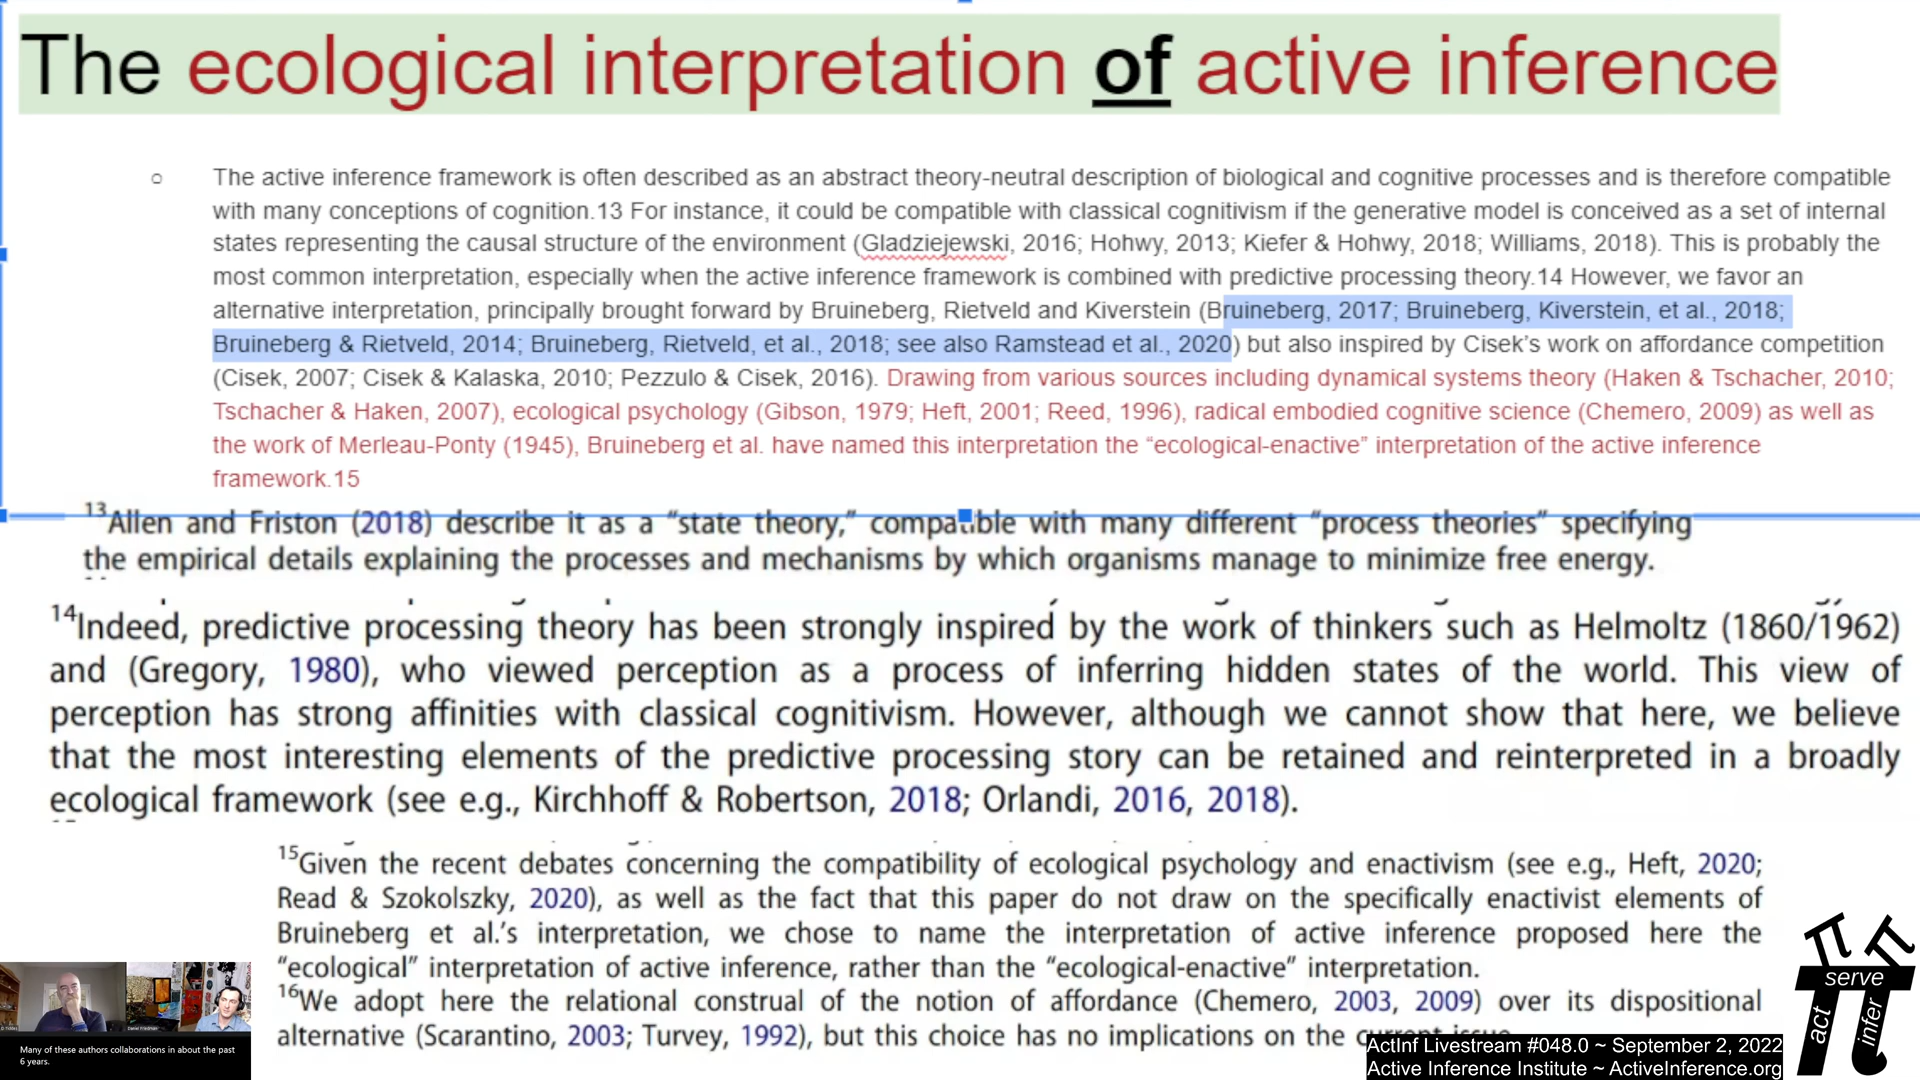 The ecological interpretation of active inference
The active inference framework is often described as an abstract theory-neutral description of biological and cognitive processes and is therefore compatible
with many conceptions of cognition.13 For instance, it could be compatible with classical cognitivism if the generative model is conceived as a set of internal
states representing the causal structure of the environment (Gladziejewski, 2016; Hohwy, 2013; Kiefer & Hohwy, 2018; Williams, 2018). This is probably the
most common interpretation, especially when the active inference framework is combined with predictive processing theory.14 However, we favor an
alternative interpretation, principally brought forward by Bruineberg, Rietveld and Kiverstein (Bruineberg, 2017; Bruineberg, Kiverstein, et al., 2018;
Bruineberg & Rietveld, 2014; Bruineberg, Rietveld, et al., 2018; see also Ramstead et al., 2020) but also inspired by Cisek's work on affordance competition
(Cisek, 2007; Cisek & Kalaska, 2010; Pezzulo & Cisek, 2016). Drawing from various sources including dynamical systems theory (Haken & Tschacher, 2010;
Tschacher & Haken, 2007), ecological psychology (Gibson, 1979; Heft, 2001; Reed, 1996), radical embodied cognitive science (Chemero, 2009) as well as
the work of Merleau-Ponty (1945), Bruineberg et al. have named this interpretation the “ecological-enactive” interpretation of the active inference
framework.15
13Allen and Friston (2018) describe it as a “state theory,” compatible with many different “process theories” specifying
the empirical details explaining the processes and mechanisms by which organisms manage to minimize free energy.
14Indeed, predictive processing theory has been strongly inspired by the work of thinkers such as Helmoltz (1860/1962)
and (Gregory, 1980), who viewed perception as a process of inferring hidden states of the world. This view of
perception has strong affinities with classical cognitivism. However, although we cannot show that here, we believe
that the most interesting elements of the predictive processing story can be retained and reinterpreted in a broadly
ecological framework (see e.g., Kirchhoff & Robertson, 2018; Orlandi, 2016, 2018).
15Given the recent debates concerning the compatibility of ecological psychology and enactivism (see e.g., Heft, 2020;
Read & Szokolszky, 2020), as well as the fact that this paper do not draw on the specifically enactivist elements of
Bruineberg et al.'s interpretation, we chose to name the interpretation of active inference proposed here the
“ecological” interpretation of active inference, rather than the “ecological-enactive” interpretation.
16We adopt here the relational construal of the notion of affordance (Chemero, 2003, 2009) over its dispositional
alternative (Scarantino, 2003; Turvey, 1992), but this choice has no implications on the
Many of these authors collaborations in about the past
6 years.
act
serve
infer
ActInf Livestream #048.0 ~ September 2, 2022
Active Inference Institute ~ ActiveInference.org